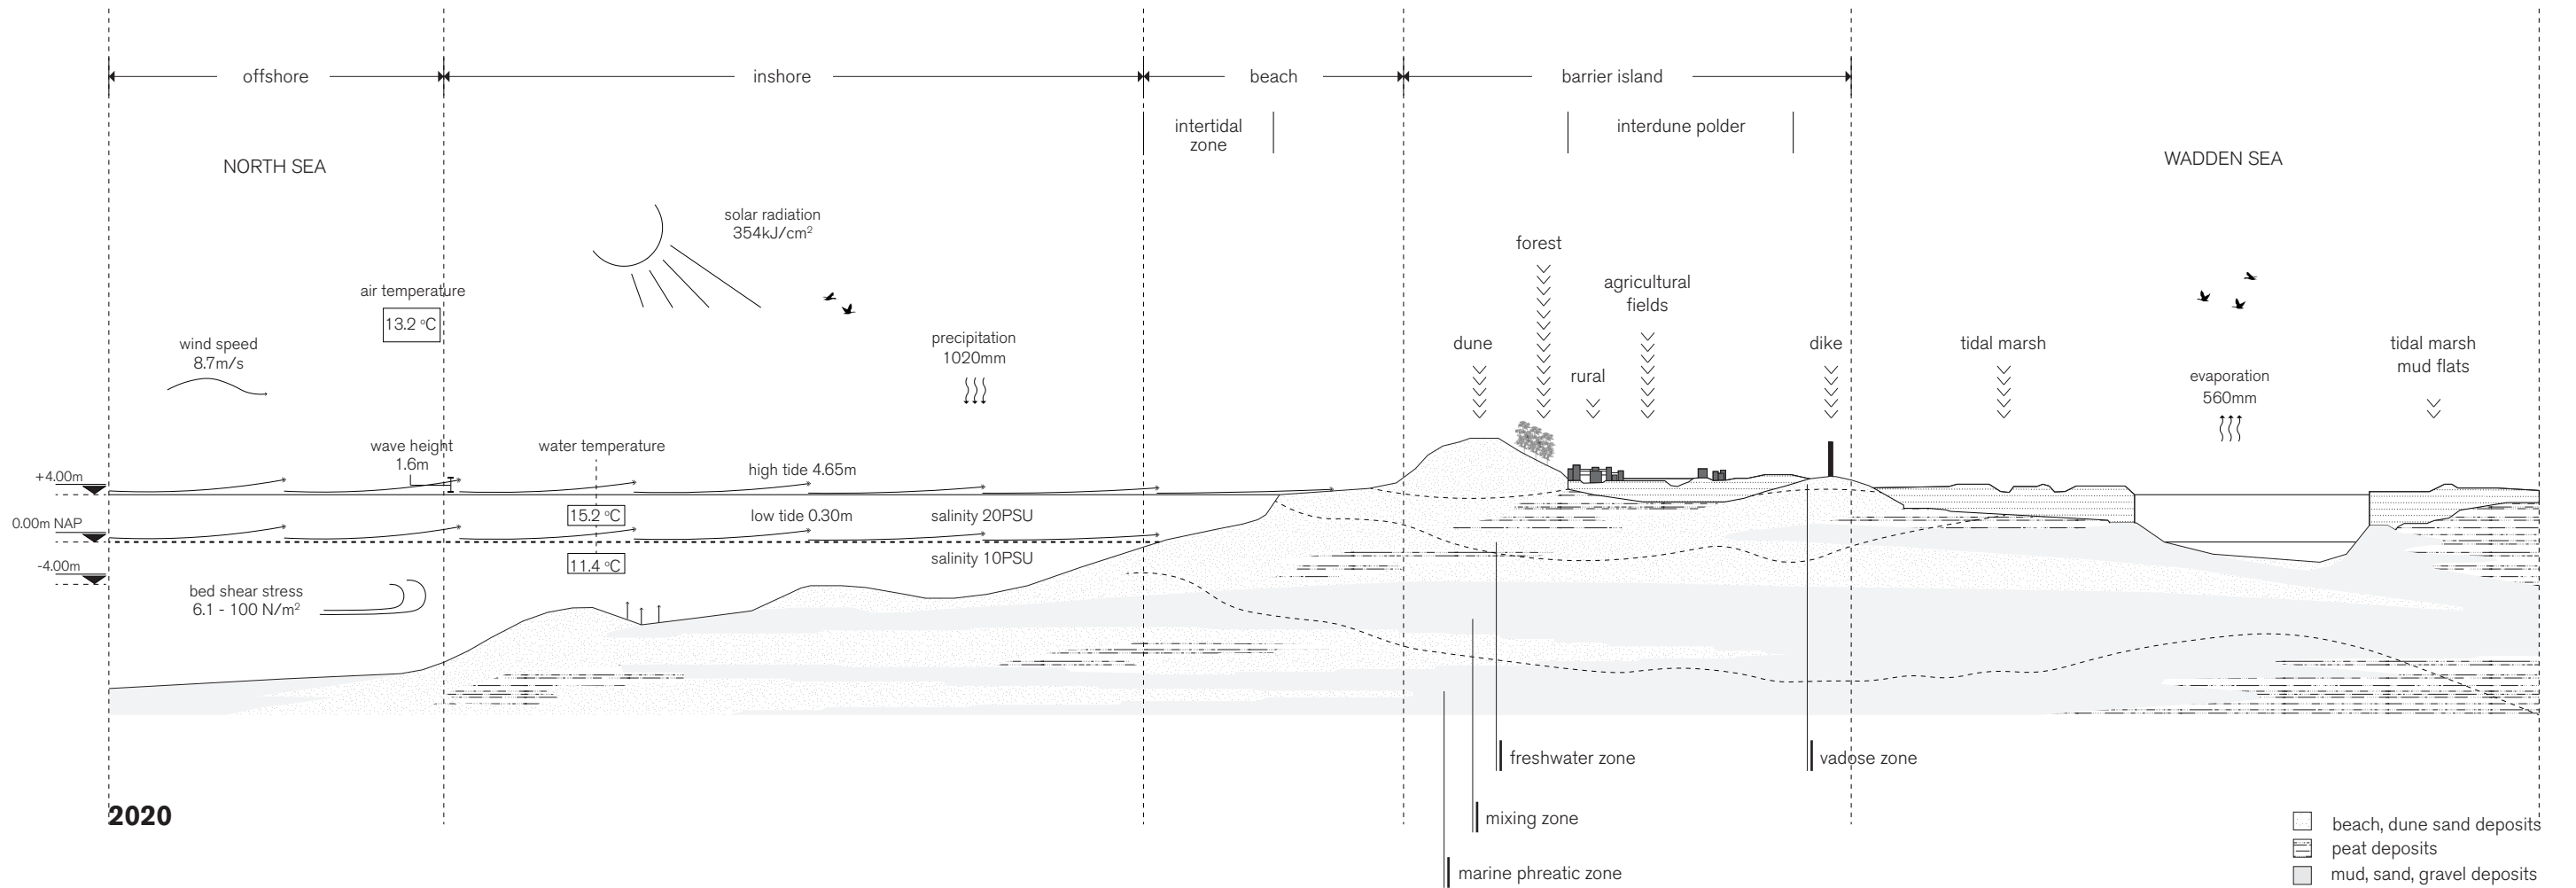 offshore
inshore
beach
barrier island
intertidal
zone
interdune polder
NORTH SEA
WADDEN SEA
solar radiation
354kJ/cm²
forest
agricultural
fields
air temperature
13.2 °C
wind speed
8.7m/s
precipitation
1020mm
dune
rural
dike
tidal marsh
evaporation
560mm
tidal marsh
mud flats
wave height
1.6m
water temperature
high tide 4.65m
+4.00m
15.2 °C
low tide 0.30m
salinity 20PSU
0.00m NAP
11.4 °C
salinity 10PSU
-4.00m
bed shear stress
6.1 - 100 N/m²
freshwater zone
vadose zone
mixing zone
marine phreatic zone
2020
beach, dune sand deposits
peat deposits
mud, sand, gravel deposits